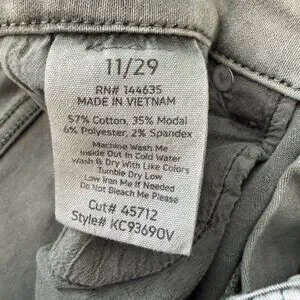 11/29
RN# 144635
MADE IN VIETNAM
57% Cotton, 35% Modal
6% Polyester, 2% Spandex
Machine Wash Me
Inside Out In Cold Water
Wash & Dry With Like Colors
Tumble Dry Low
Low Iron Me If Needed
Do Not Bleach Me Please
Cut# 45712
Style# KC93690V